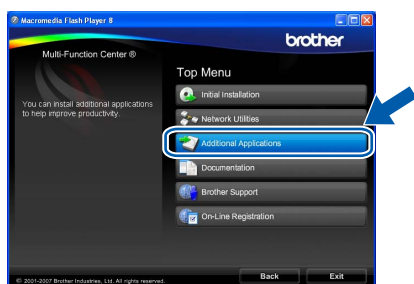 Macromedia Flash Player 8
brother
Multi-Function Center ®
You can install additional applications
to help improve productivity.
Top Menu
Initial Installation
Network Utilities
Additional Applications
Documentation
Brother Support
On-Line Registration
© 2001-2007 Brother Industries, Ltd. All rights reserved.
Back
Exit